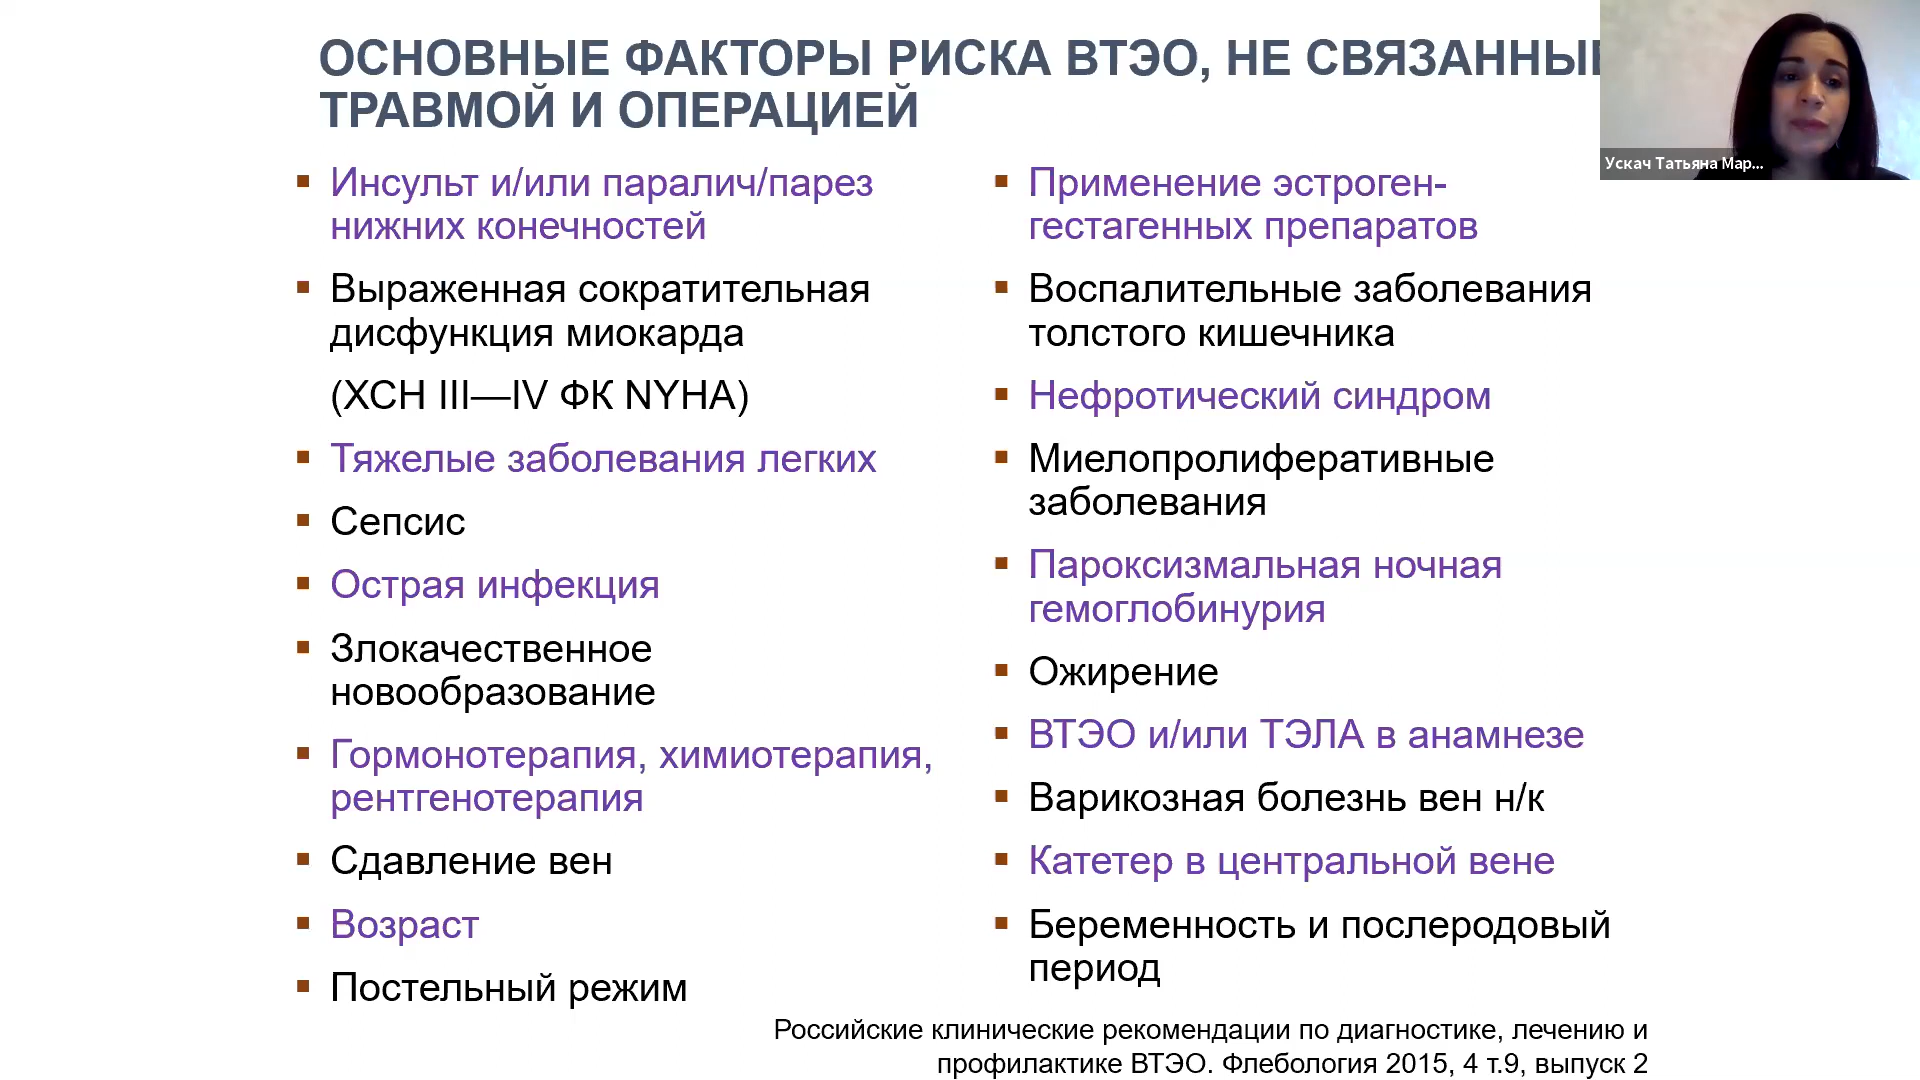 ОСНОВНЫЕ ФАКТОРЫ РИСКА ВТЭО, НЕ СВЯЗАННЫЕ
ТРАВМОЙ И ОПЕРАЦИЕЙ
Инсульт и/или паралич/парез
нижних конечностей
Выраженная сократительная
дисфункция миокарда
(ХСН III—IV ФК NYHA)
Тяжелые заболевания легких
Сепсис
Острая инфекция
Злокачественное
новообразование
Гормонотерапия, химиотерапия,
рентгенотерапия
Сдавление вен
Возраст
Постельный режим
Применение эстроген-
гестагенных препаратов
Воспалительные заболевания
толстого кишечника
Нефротический синдром
Миелопролиферативные
заболевания
Пароксизмальная ночная
гемоглобинурия
Ожирение
ВТЭО и/или ТЭЛА в анамнезе
Варикозная болезнь вен н/к
Катетер в центральной вене
Беременность и послеродовый
период
Российские клинические рекомендации по диагностике, лечению и
профилактике ВТЭО. Флебология 2015, 4 т.9, выпуск 2
Ускач Татьяна Мар...